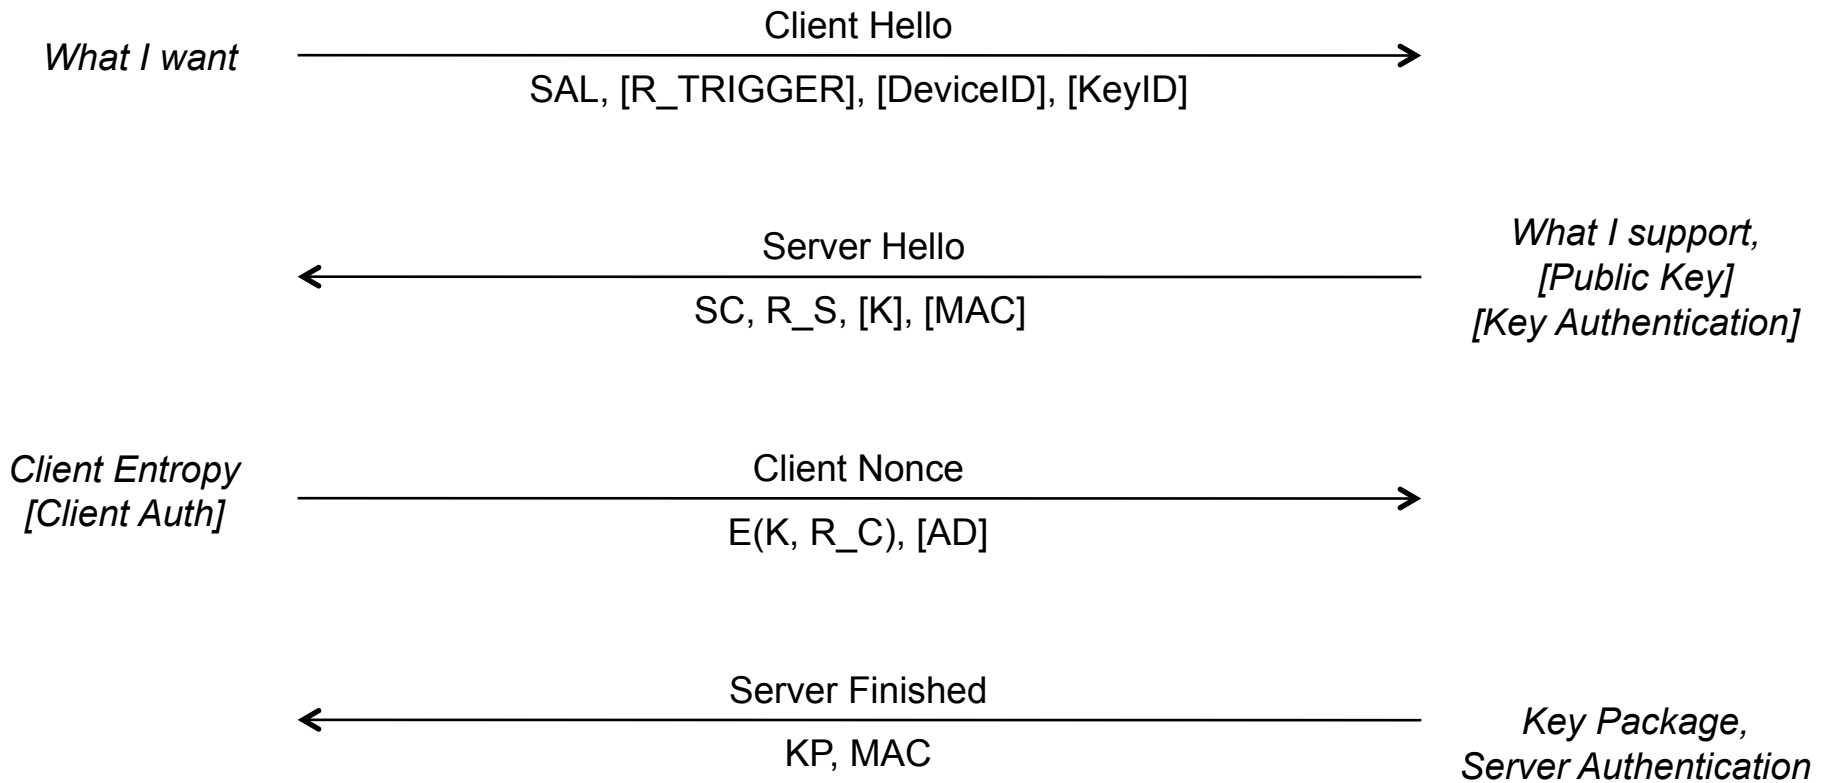 Client Hello
What I want
SAL, [R_TRIGGER], [DeviceID], [KeyID]
Server Hello
SC, R_S, [K], [MAC]
What I support,
[Public Key]
[Key Authentication]
Client Entropy
[Client Auth]
Client Nonce
E(K, R_C), [AD]
Server Finished
KP, MAC
Key Package,
Server Authentication